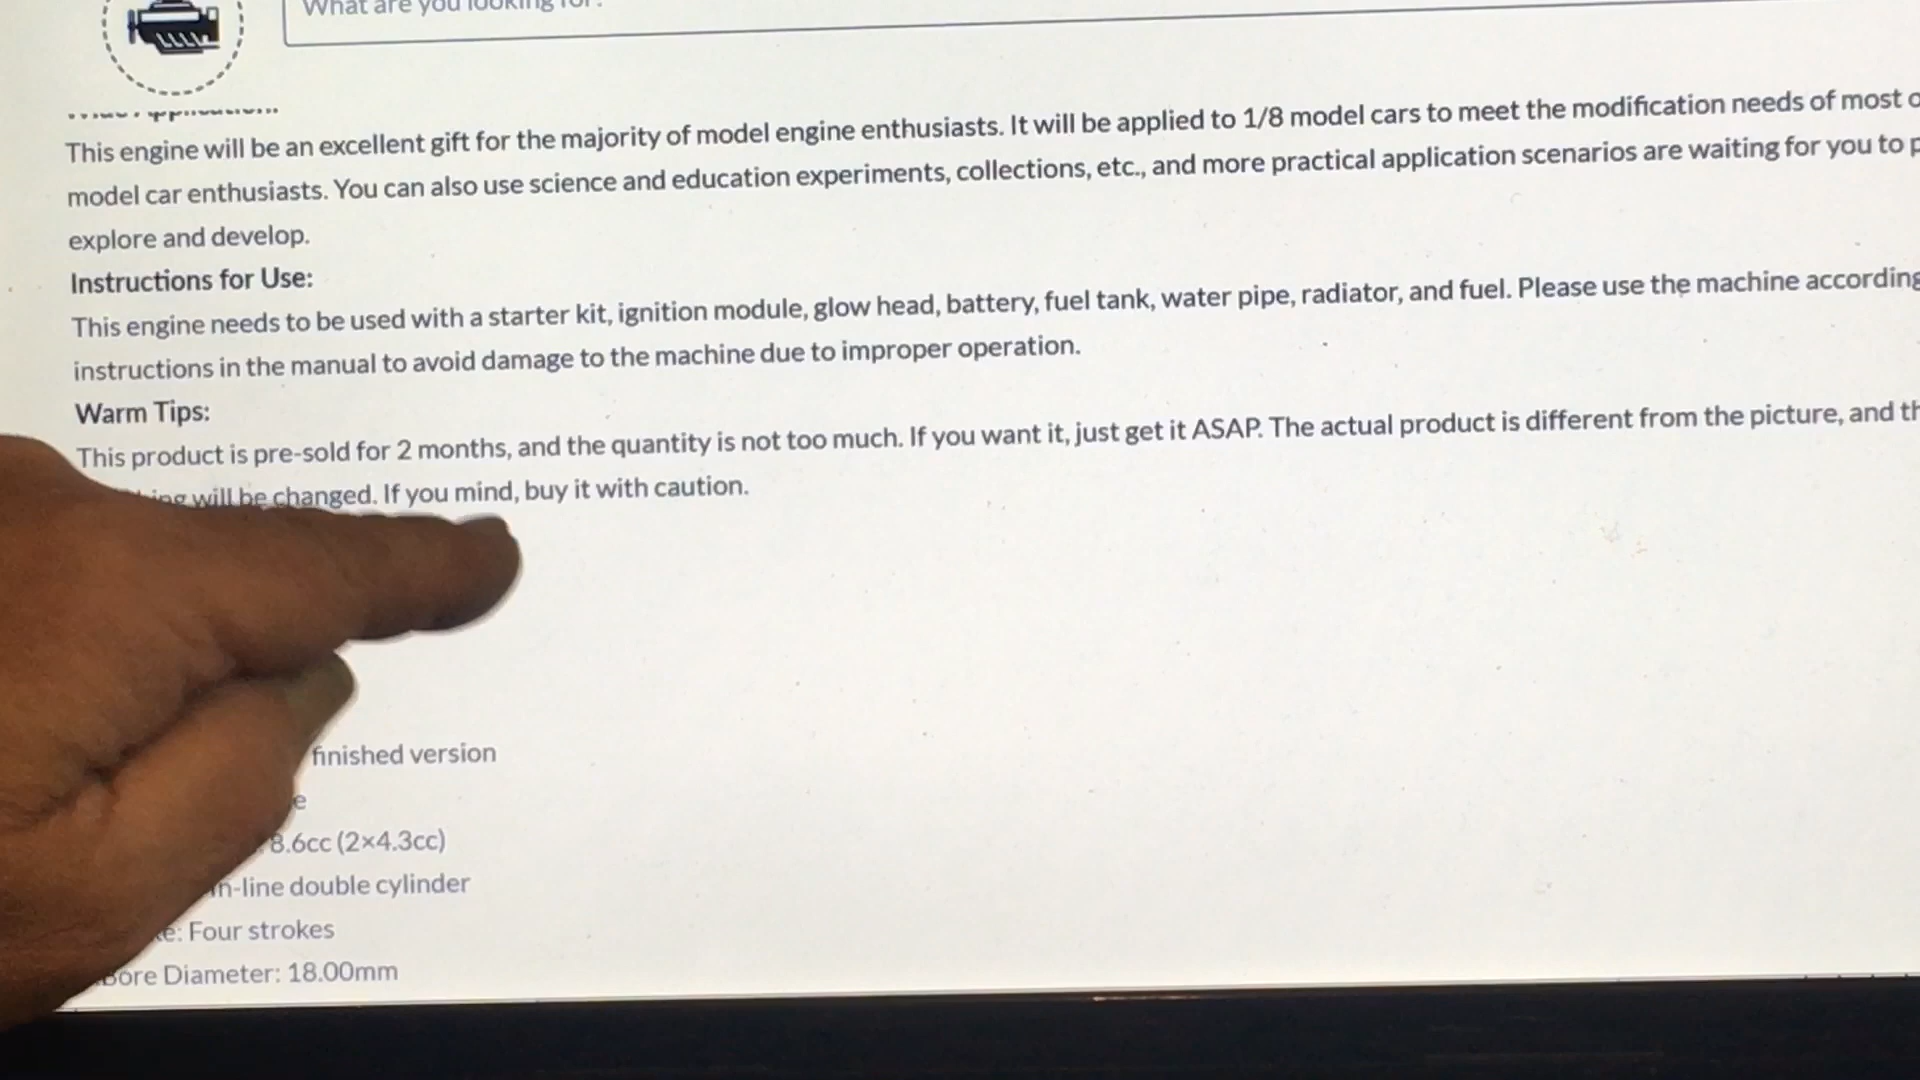 What are you looking for?
This engine will be an excellent gift for the majority of model engine enthusiasts. It will be applied to 1/8 model cars to meet the modification needs of most
model car enthusiasts. You can also use science and education experiments, collections, etc., and more practical application scenarios are waiting for you to
explore and develop.
Instructions for Use:
This engine needs to be used with a starter kit, ignition module, glow head, battery, fuel tank, water pipe, radiator, and fuel. Please use the machine according
instructions in the manual to avoid damage to the machine due to improper operation.
Warm Tips:
This product is pre-sold for 2 months, and the quantity is not too much. If you want it, just get it ASAP. The actual product is different from the picture, and
will be changed. If you mind, buy it with caution.
finished version
8.6cc (2×4.3cc)
n-line double cylinder
e: Four strokes
Bore Diameter: 18.00mm